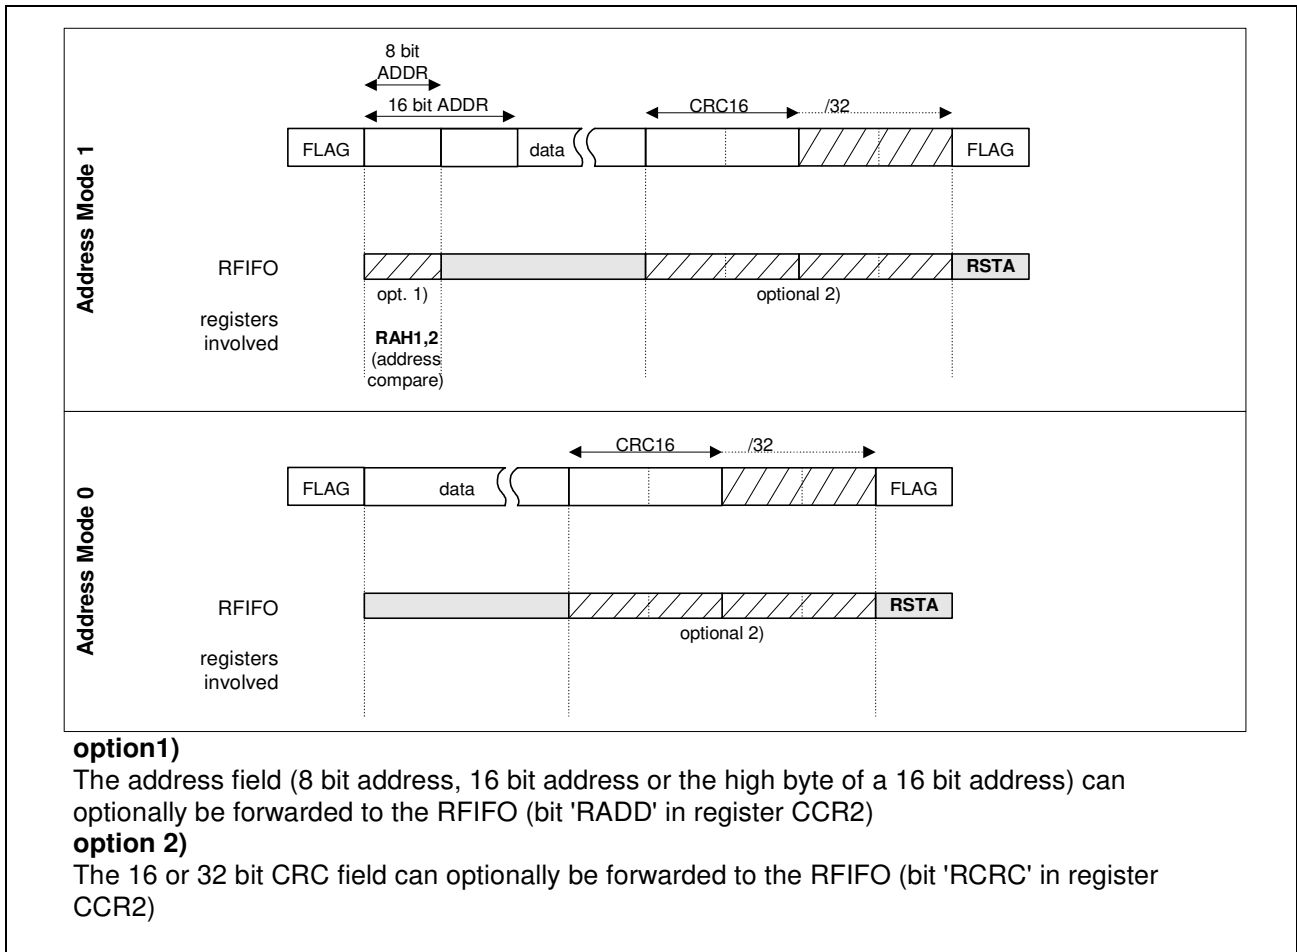 8 bit
ADDR
16 bit ADDR
CRC16
/32
FLAG
data
FLAG
Address Mode 1
RFIFO
RSTA
opt. 1)
optional 2)
registers
involved
RAH1,2
(address
compare)
CRC16
/32
FLAG
data
FLAG
Address Mode 0
RFIFO
RSTA
optional 2)
registers
involved
option1)
The address field (8 bit address, 16 bit address or the high byte of a 16 bit address) can
optionally be forwarded to the RFIFO (bit 'RADD' in register CCR2)
option 2)
The 16 or 32 bit CRC field can optionally be forwarded to the RFIFO (bit 'RCRC' in register
CCR2)